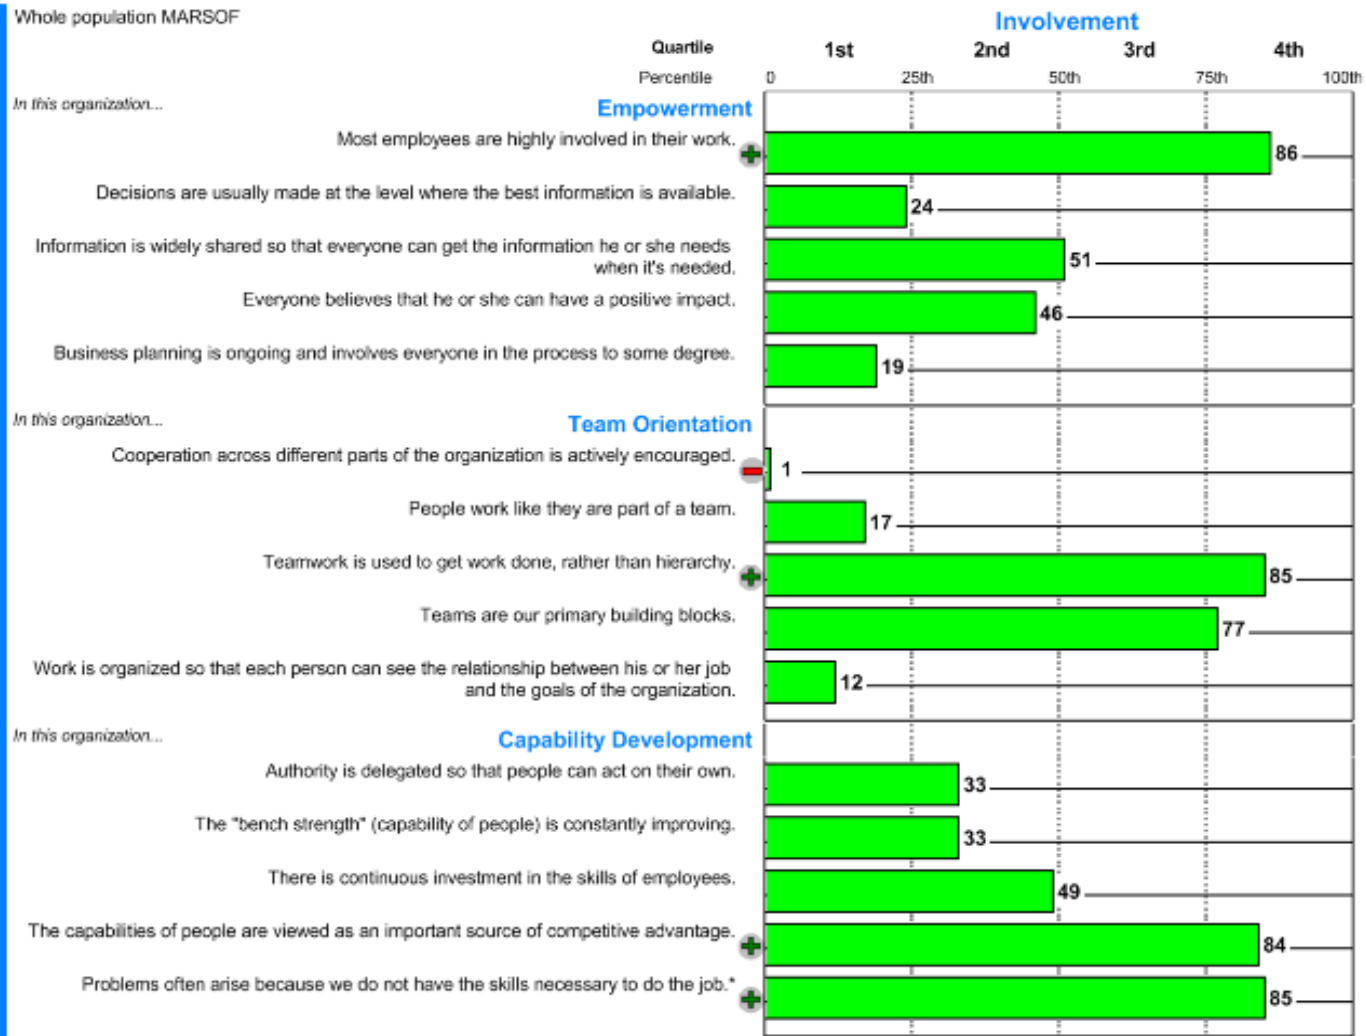 Whole population MARSOF
Involvement
Quartile 1st 2nd 3rd 4th
Percentile 0 25th 50th 75th 100th
In this organization...
Empowerment
Most employees are highly involved in their work. 86
Decisions are usually made at the level where the best information is available. 24
Information is widely shared so that everyone can get the information he or she needs
when it's needed. 51
Everyone believes that he or she can have a positive impact. 46
Business planning is ongoing and involves everyone in the process to some degree. 19
In this organization...
Team Orientation
Cooperation across different parts of the organization is actively encouraged. 1
People work like they are part of a team. 17
Teamwork is used to get work done, rather than hierarchy. 85
Teams are our primary building blocks. 77
Work is organized so that each person can see the relationship between his or her job
and the goals of the organization. 12
In this organization...
Capability Development
Authority is delegated so that people can act on their own. 33
The "bench strength" (capability of people) is constantly improving. 33
There is continuous investment in the skills of employees. 49
The capabilities of people are viewed as an important source of competitive advantage. 84
Problems often arise because we do not have the skills necessary to do the job.* 85